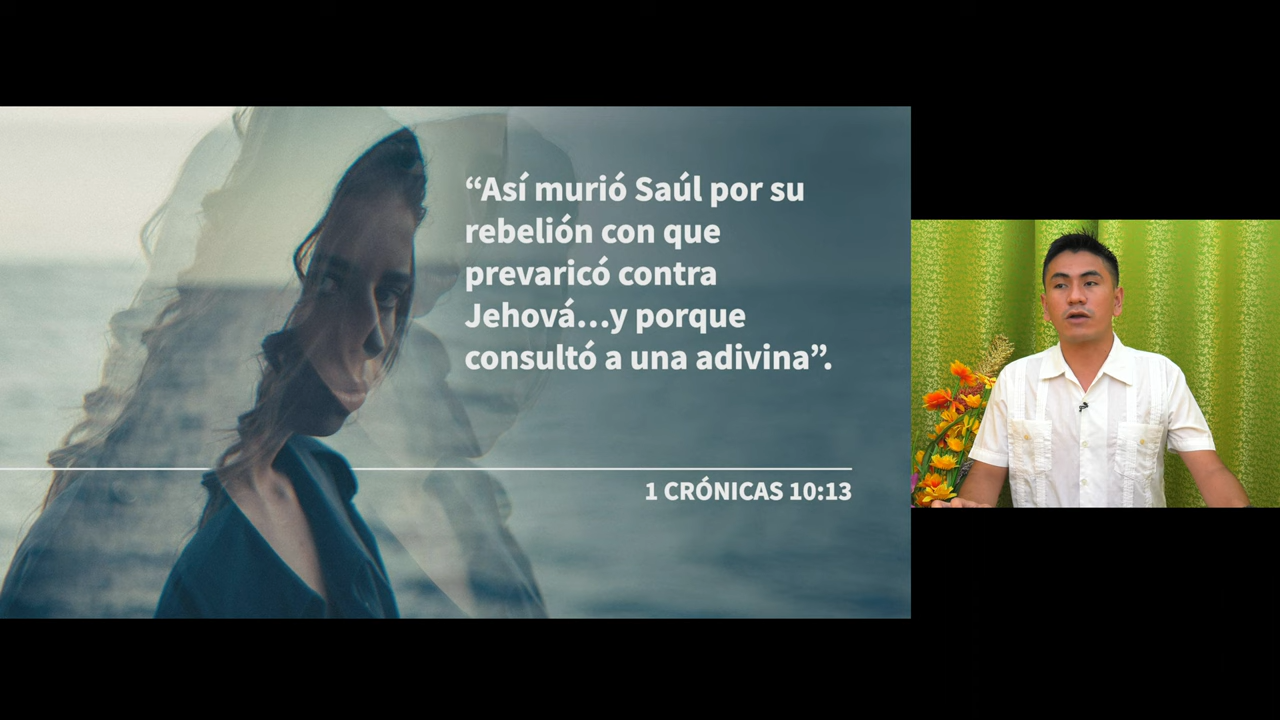 “Así murió Saúl por su
rebelión con que
prevaricó contra
Jehová...y porque
consultó a una adivina”.
1 CRÓNICAS 10:13